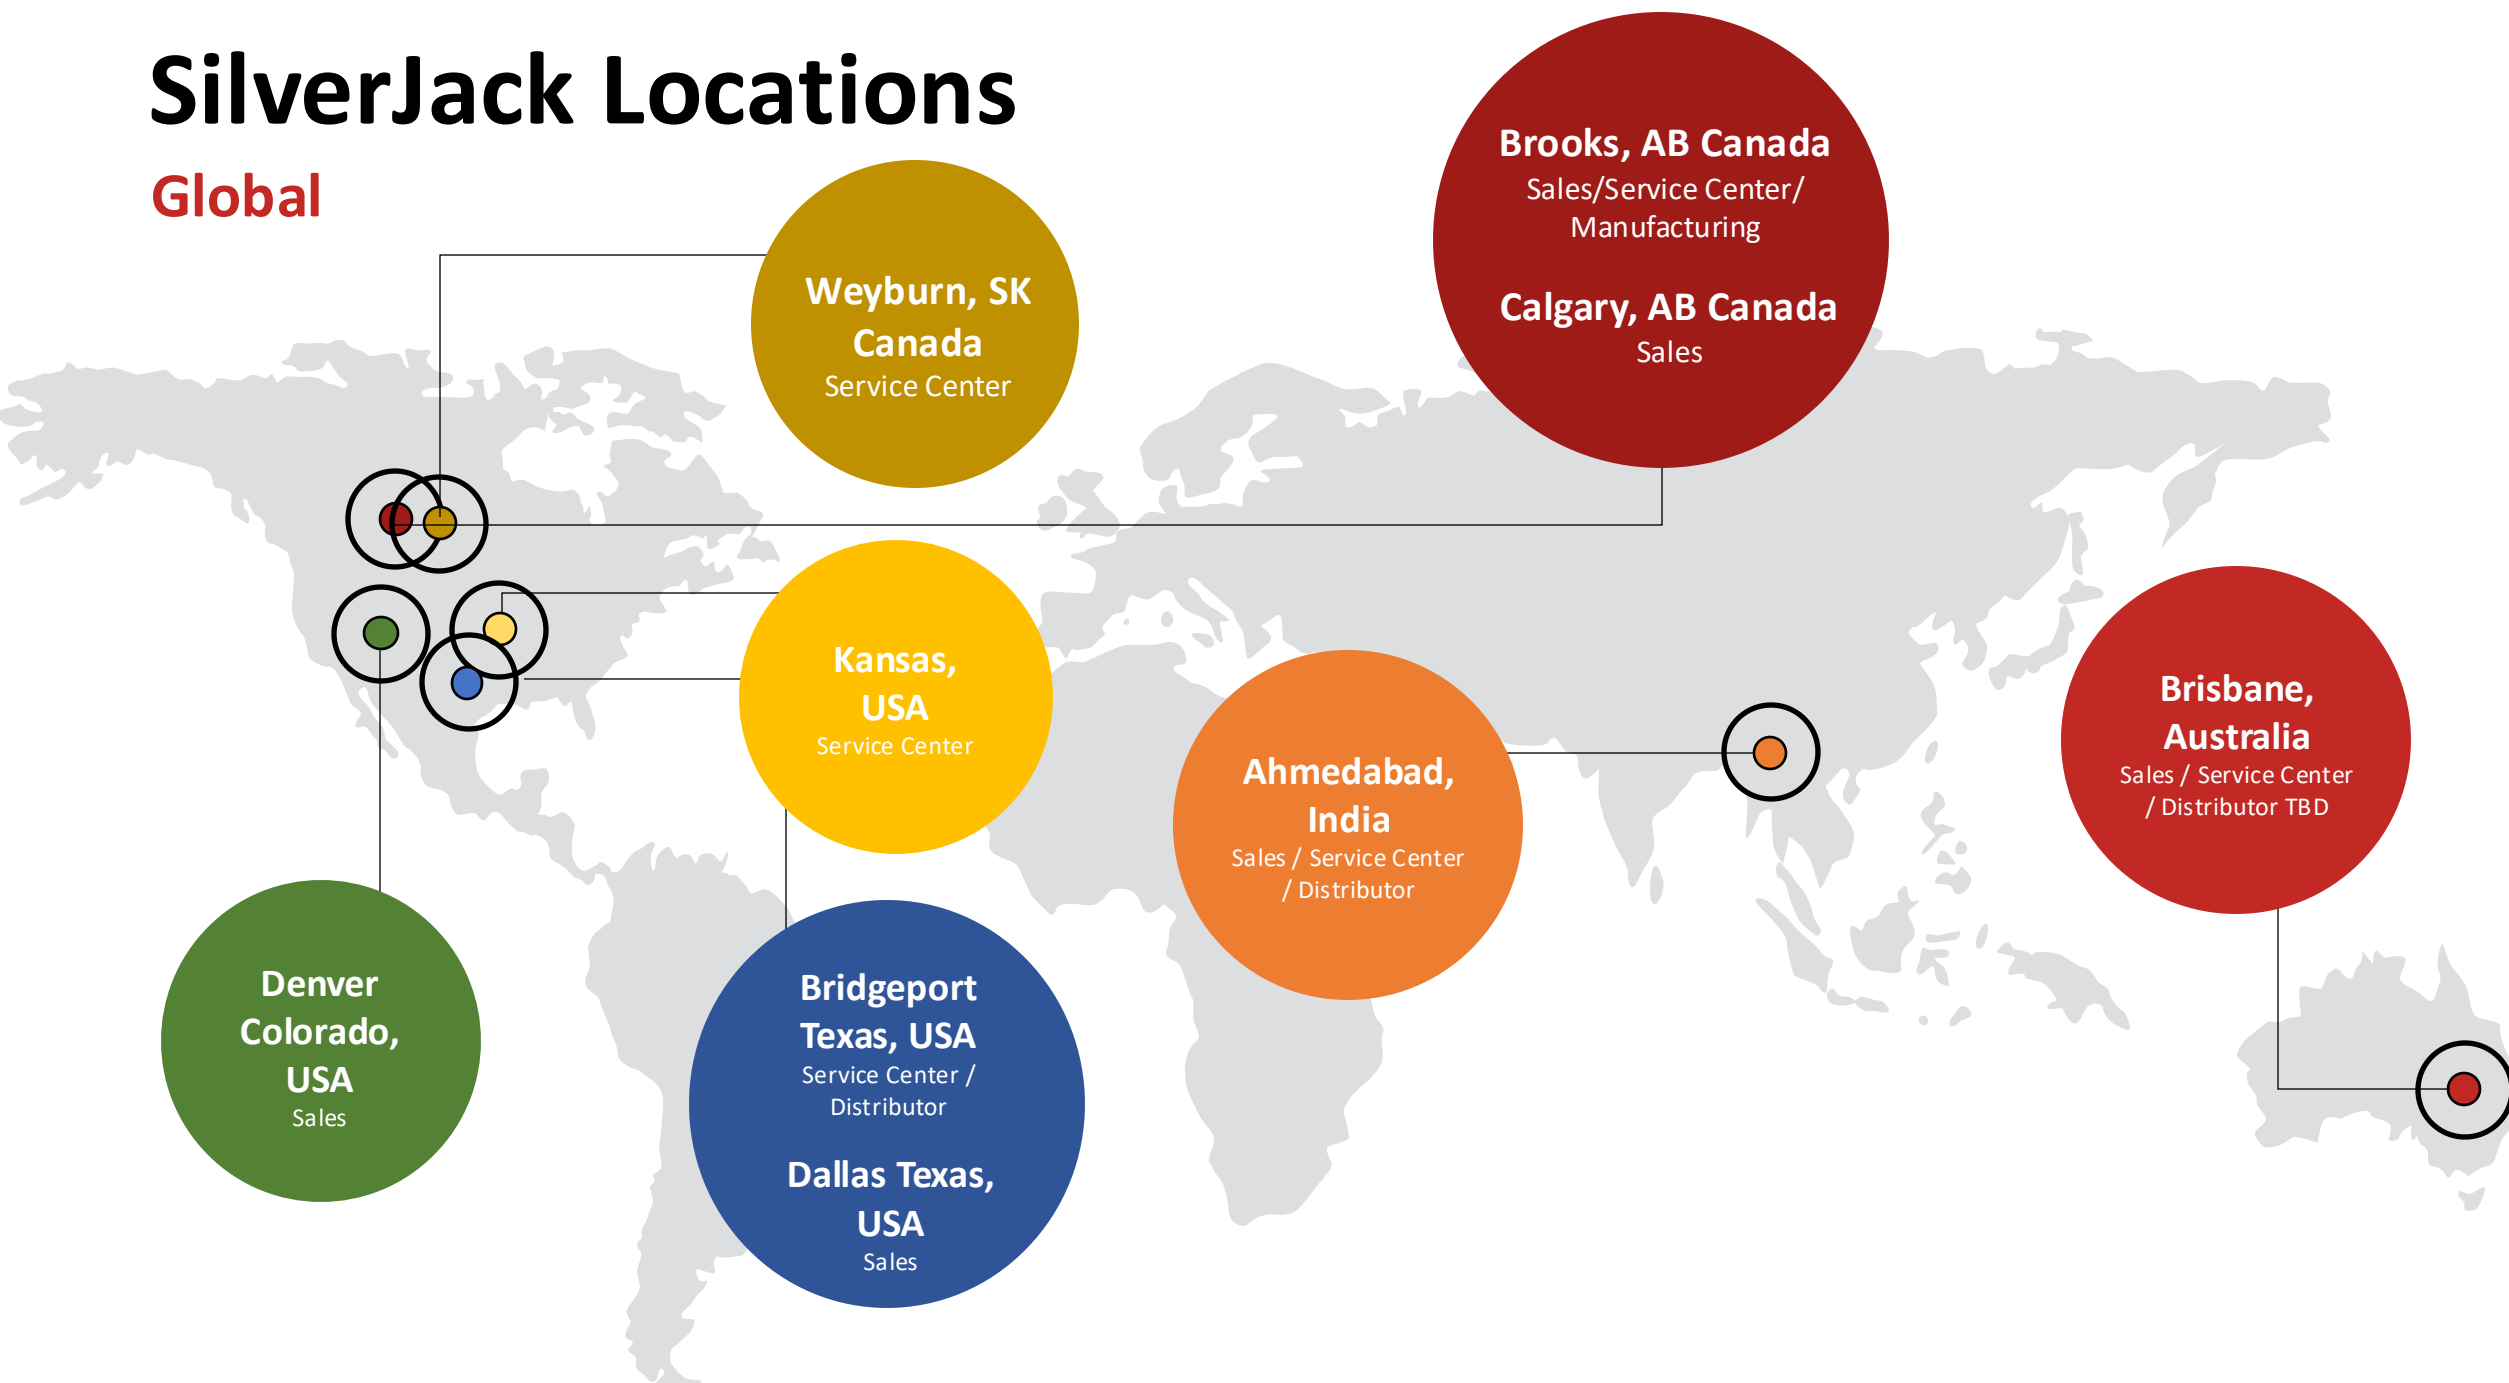 SilverJack Locations
Global
Weyburn, SK
Canada
Service Center
Brooks, AB Canada
Sales/Service Center/
Manufacturing
Calgary, AB Canada
Sales
Kansas,
USA
Service Center
Ahmedabad,
India
Sales / Service Center
/ Distributor
Brisbane,
Australia
Sales / Service Center
/ Distributor TBD
Denver
Colorado,
USA
Sales
Bridgeport
Texas, USA
Service Center /
Distributor
Dallas Texas,
USA
Sales